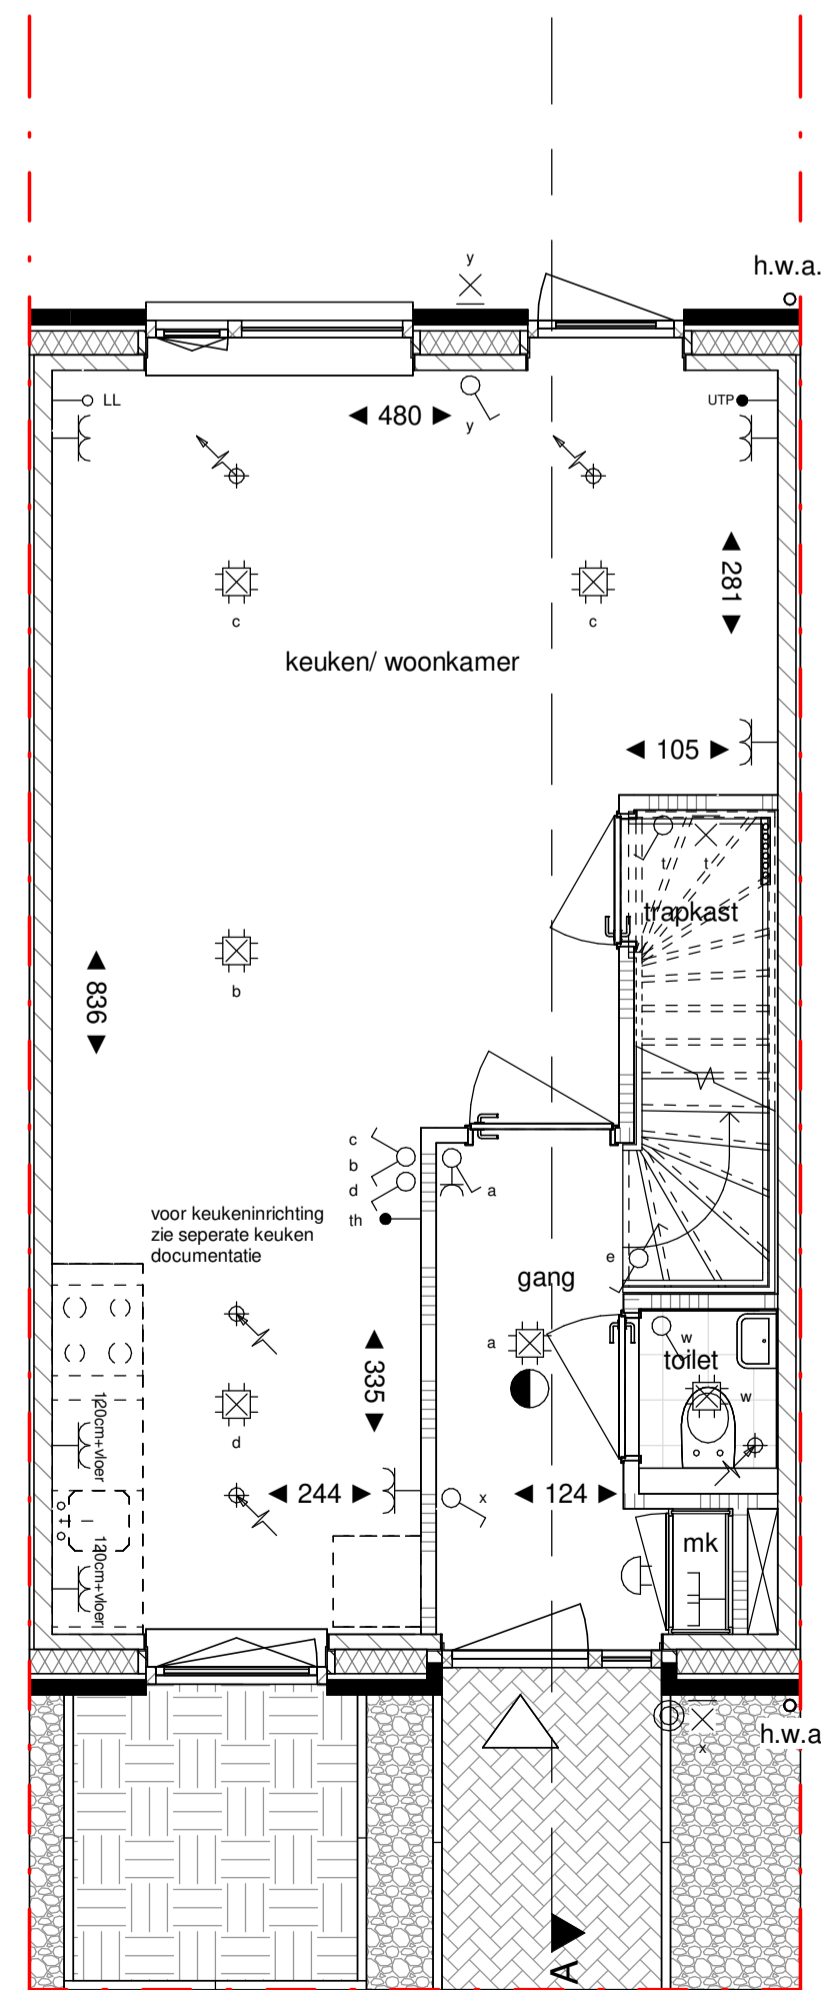 y
h.w.a.
LL
480
y
UTP
281
c
c
keuken/ woonkamer
105
t
t
trapkast
b
836
c
b
d
th
a
voor keukeninrichting
zie seperate keuken
documentatie
e
gang
a
w
toilet
w
335
120cm+vloer
d
244
x
124
120cm+vloer
mk
h.w.a
x
A